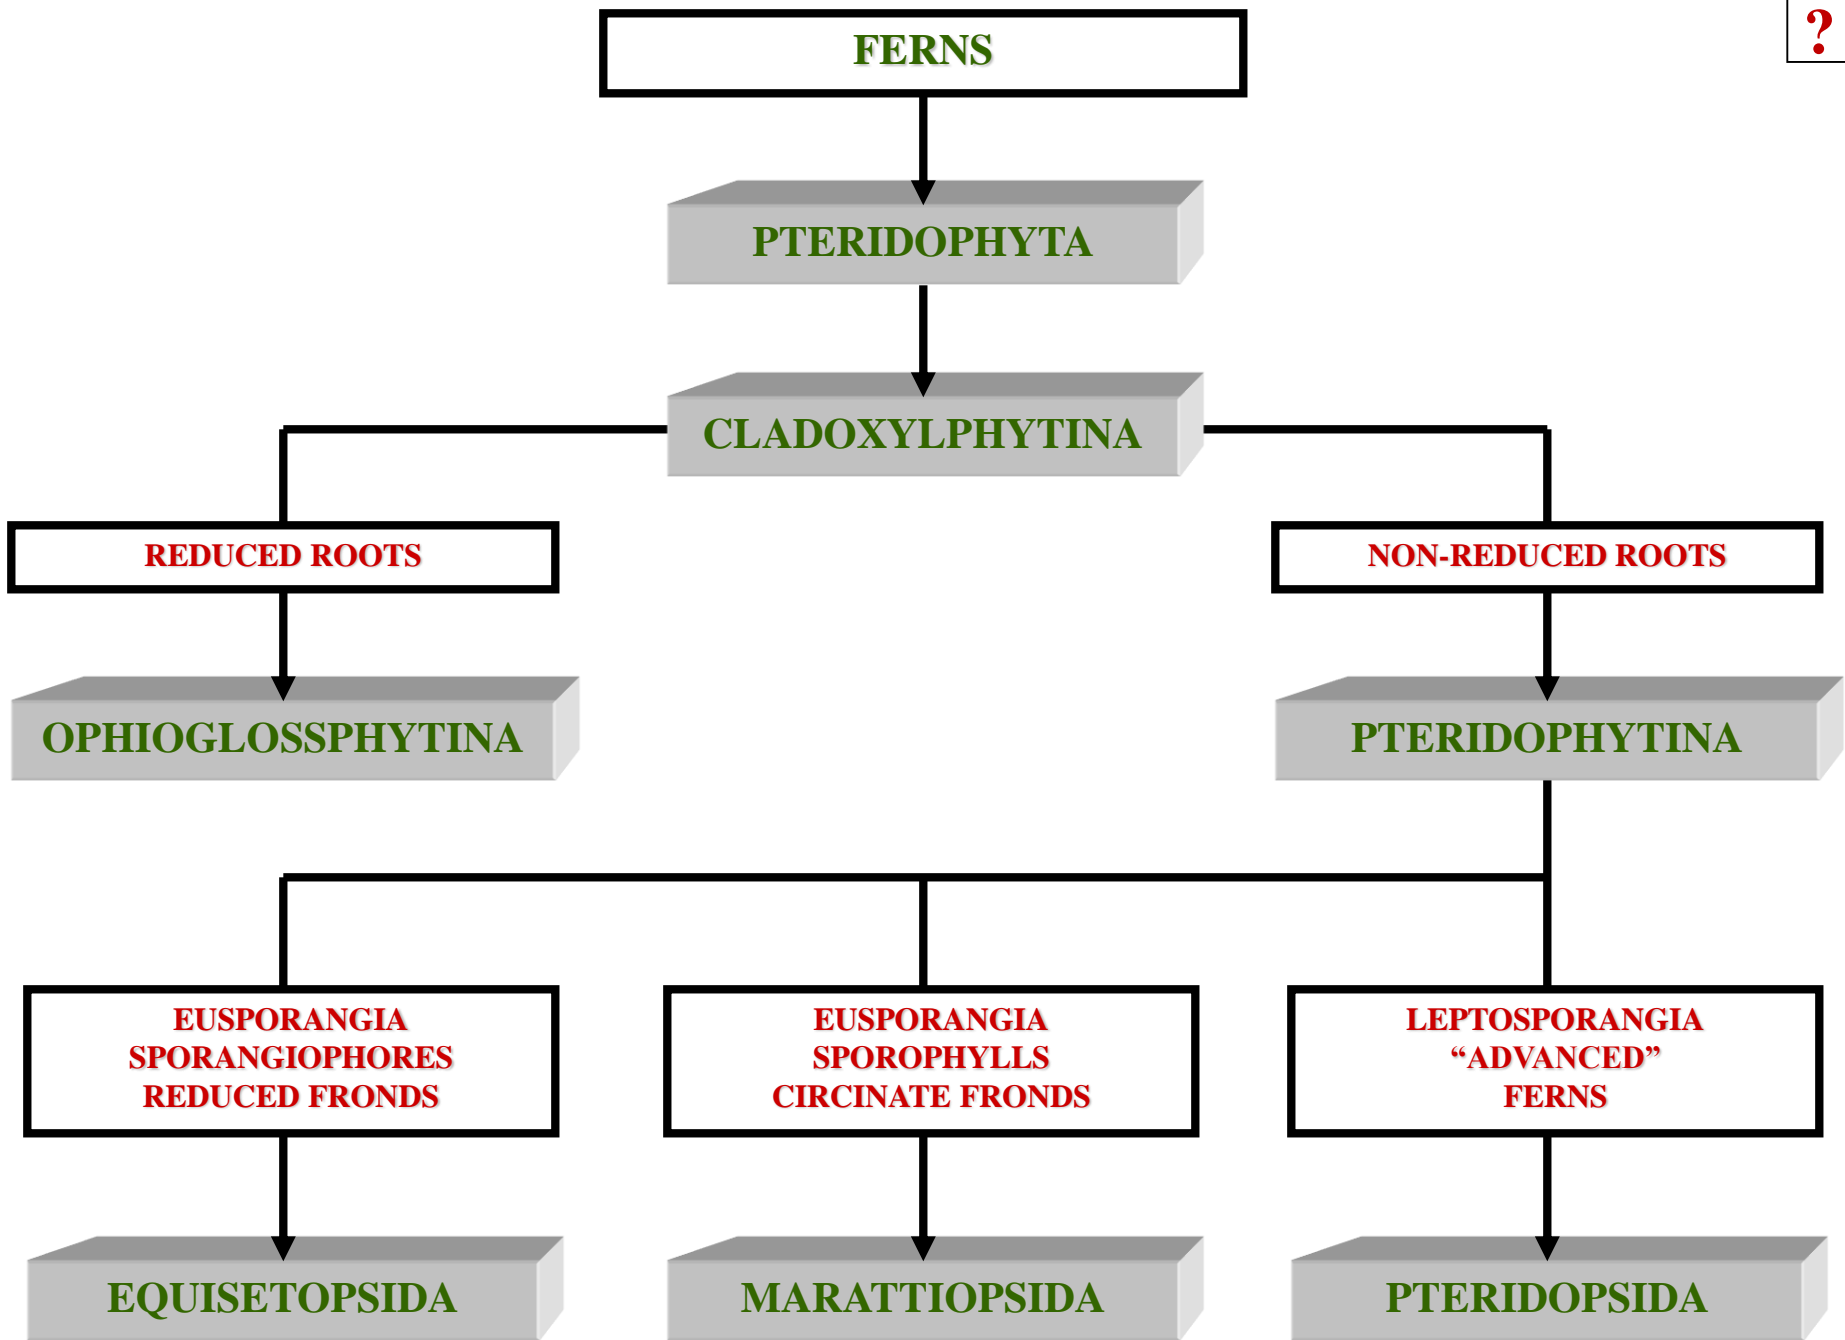 ?
FERNS
PTERIDOPHYTA
CLADOXYLPHYTINA
REDUCED ROOTS
NON-REDUCED ROOTS
OPHIOGLOSSPHYTINA
PTERIDOPHYTINA
EUSPORANGIA
SPORANGIOPHORES
REDUCED FRONDS
EUSPORANGIA
SPOROPHYLLS
CIRCINATE FRONDS
LEPTOSPORANGIA
“ADVANCED”
FERNS
EQUISETOPSIDA
MARATTIOPSIDA
PTERIDOPSIDA